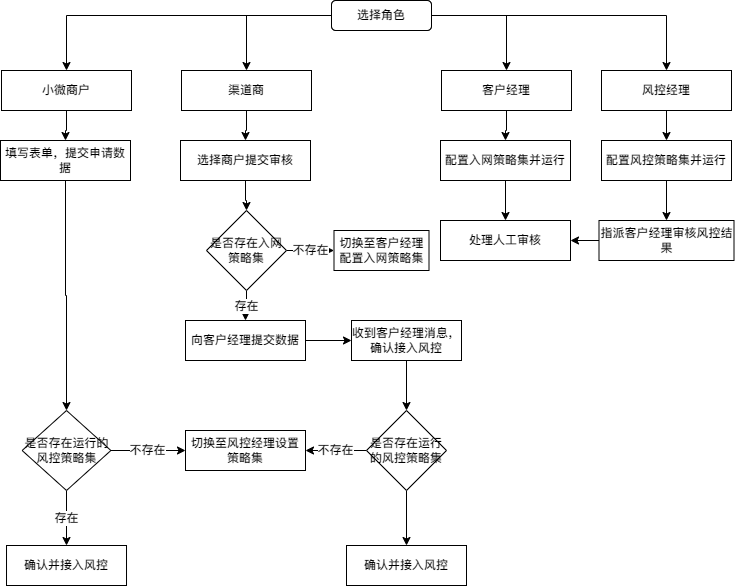 选择角色
小微商户
渠道商
客户经理
风控经理
填写表单，提交申请数
据
选择商户提交审核
配置入网策略集并运行
配置风控策略集并运行
是否存在入网
策略集
不存在
切换至客户经理
配置入网策略集
处理人工审核
指派客户经理审核风控结
果
存在
向客户经理提交数据
收到客户经理消息，
确认接入风控
是否存在运行的
风控策略集
不存在
切换至风控经理设置
策略集
不存在
是否存在运行
的风控策略集
存在
确认并接入风控
确认并接入风控